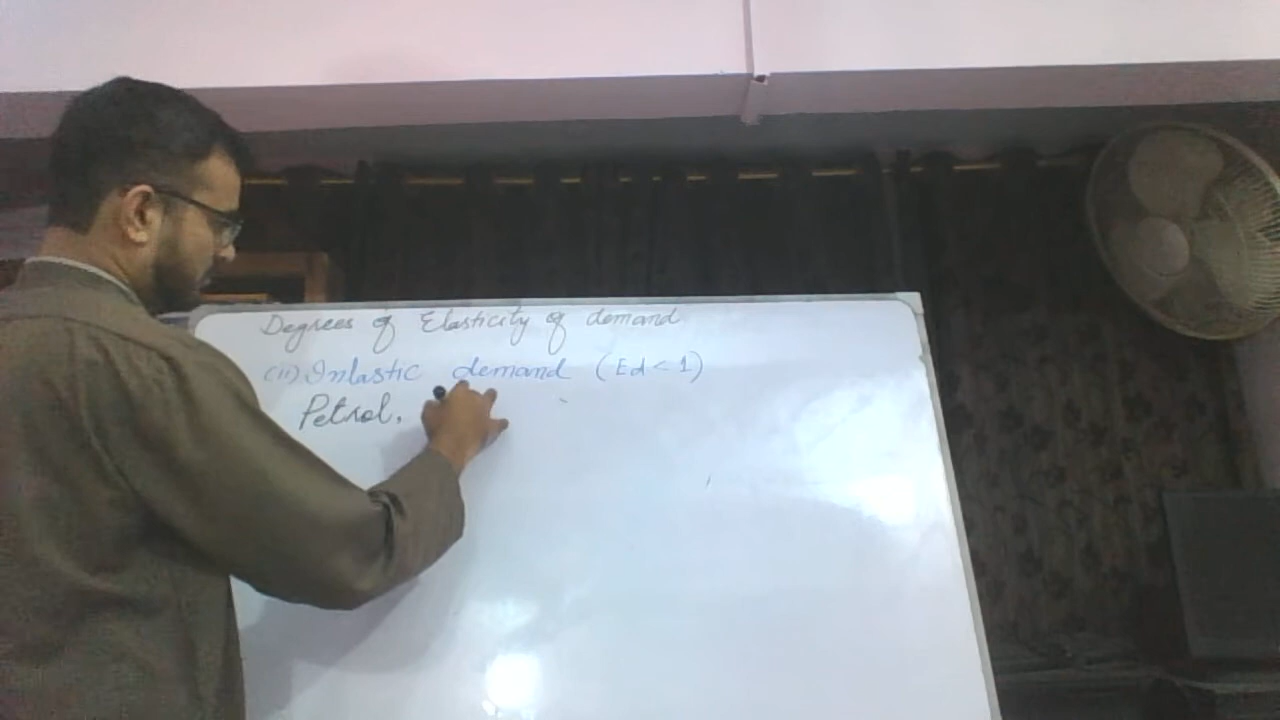 Degrees of Elasticity of demand
(ii) Inlastic demand (Ed < 1)
Petrol,